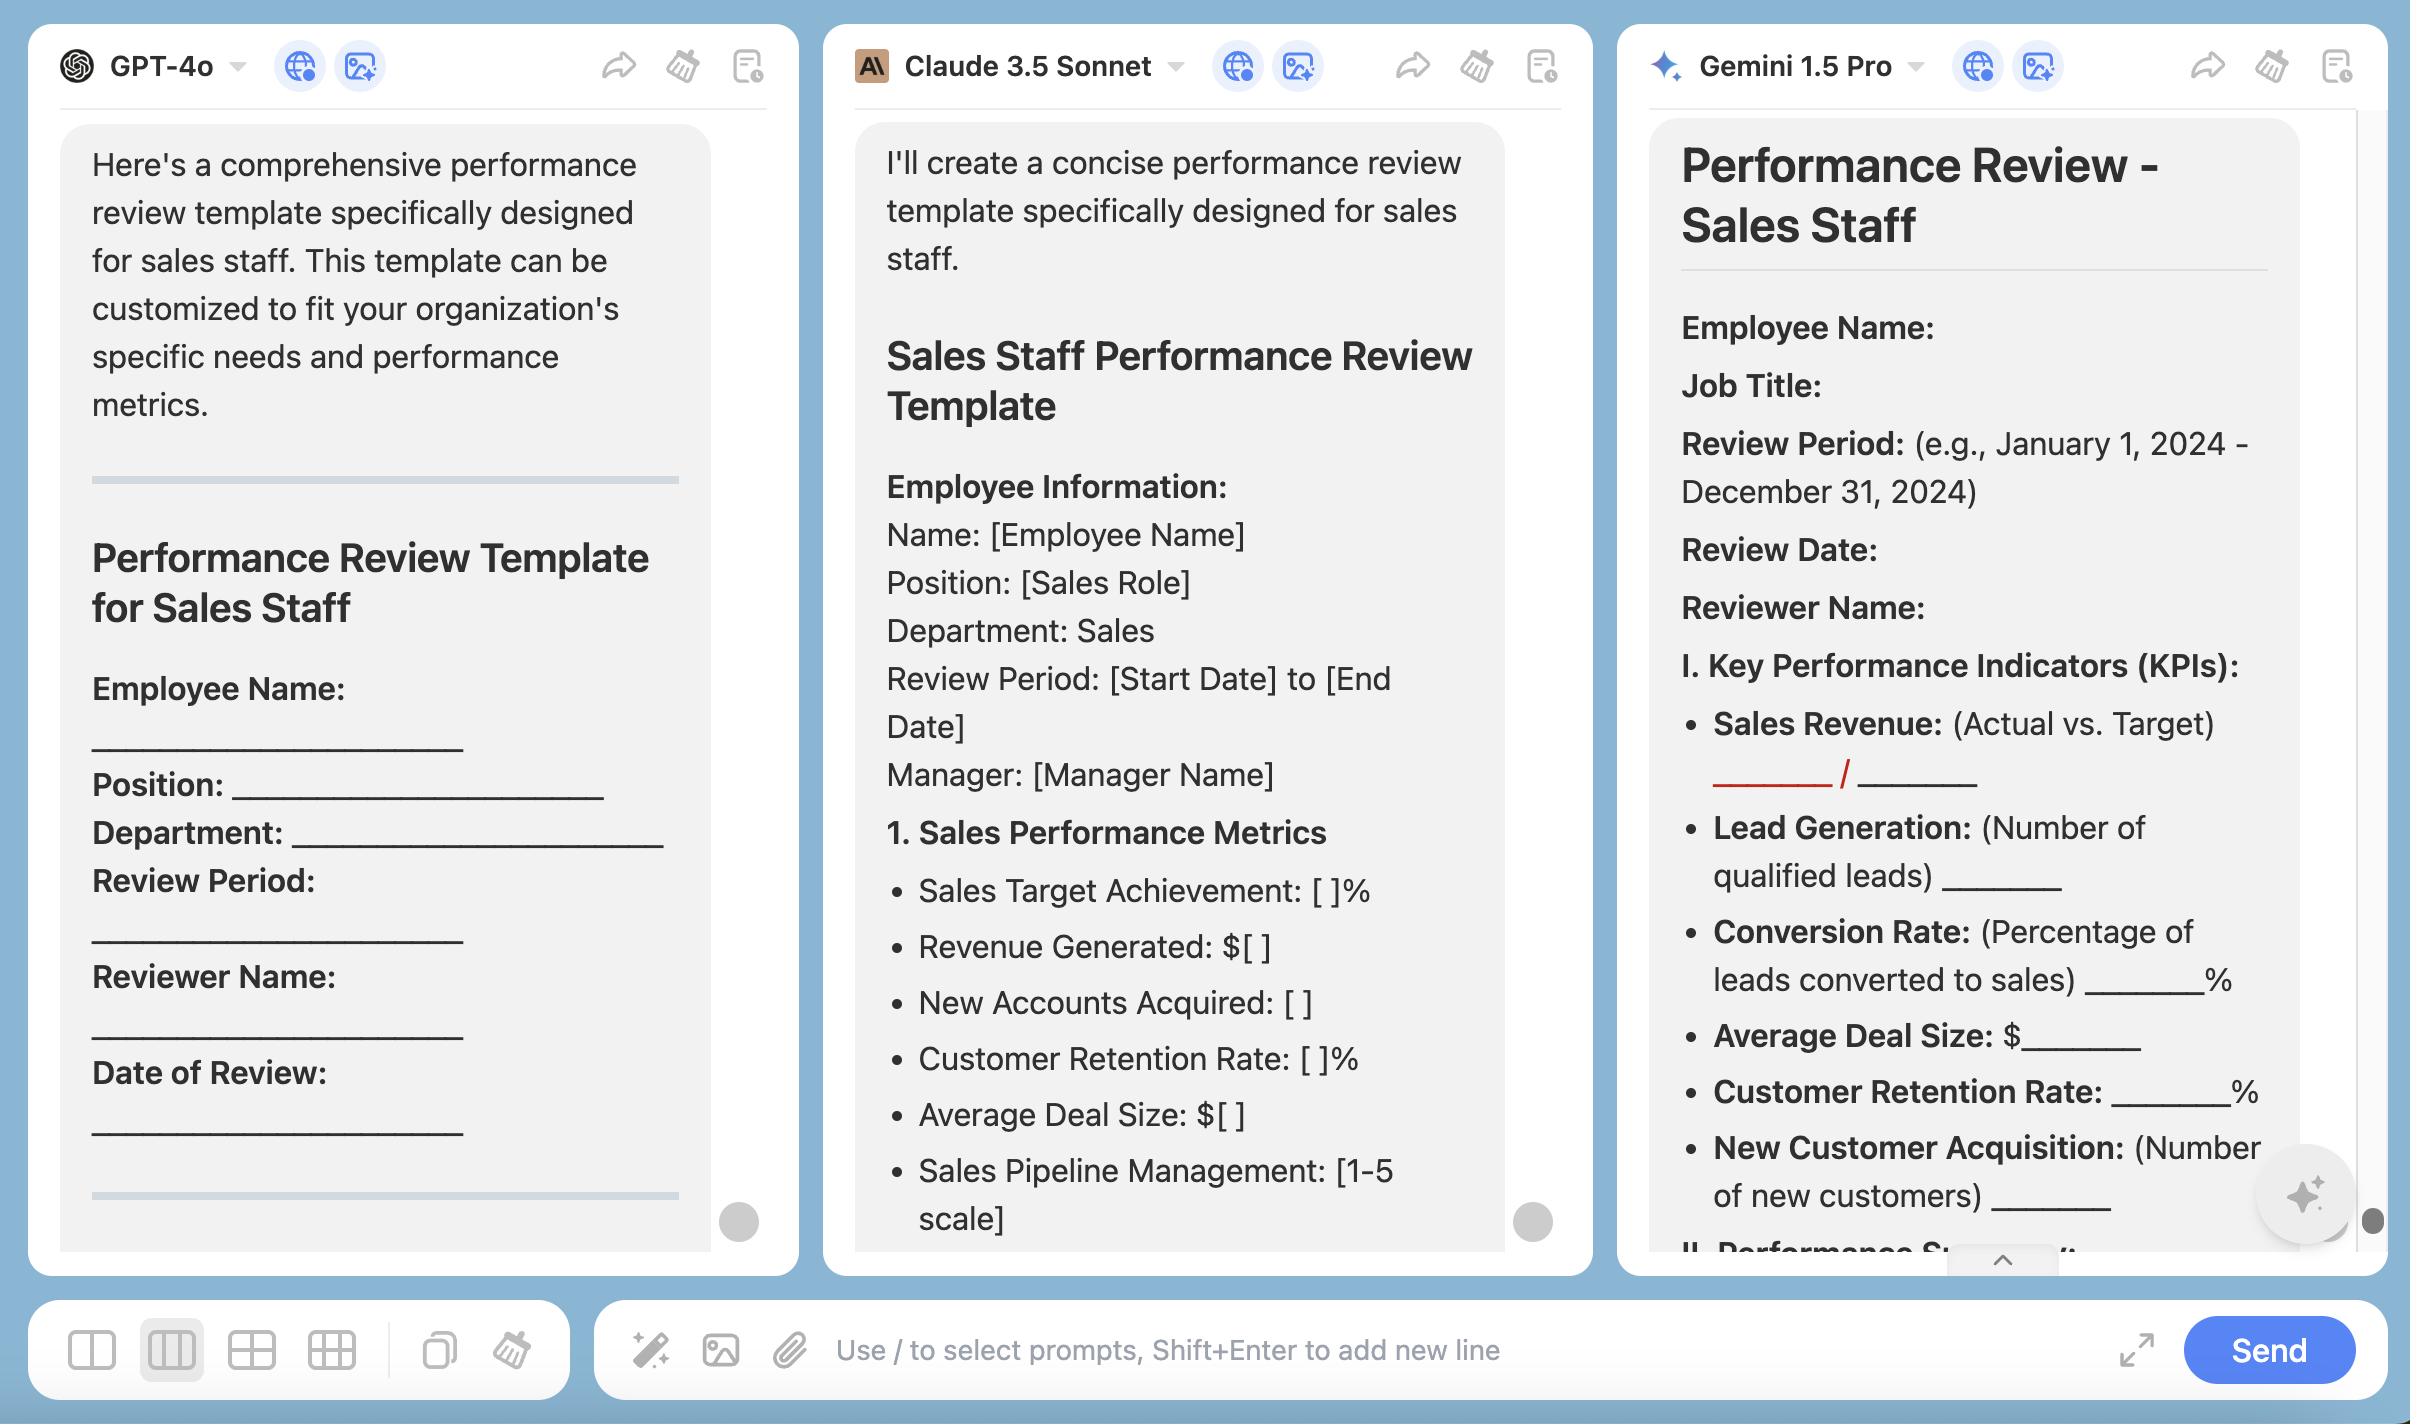 GPT-4o
Here's a comprehensive performance
review template specifically designed
for sales staff. This template can be
customized to fit your organization's
specific needs and performance
metrics.
Performance Review Template
for Sales Staff
Employee Name:
______________________
Position: ______________________
Department: ______________________
Review Period:
______________________
Reviewer Name:
______________________
Date of Review:
______________________
Claude 3.5 Sonnet
I'll create a concise performance review
template specifically designed for sales
staff.
Sales Staff Performance Review
Template
Employee Information:
Name: [Employee Name]
Position: [Sales Role]
Department: Sales
Review Period: [Start Date] to [End
Date]
Manager: [Manager Name]
1. Sales Performance Metrics
• Sales Target Achievement: [ ]%
• Revenue Generated: $[ ]
• New Accounts Acquired: [ ]
• Customer Retention Rate: [ ]%
• Average Deal Size: $[ ]
• Sales Pipeline Management: [1-5
scale]
Gemini 1.5 Pro
Performance Review -
Sales Staff
Employee Name:
Job Title:
Review Period: (e.g., January 1, 2024 -
December 31, 2024)
Review Date:
Reviewer Name:
I. Key Performance Indicators (KPIs):
• Sales Revenue: (Actual vs. Target)
_______ / _______
• Lead Generation: (Number of
qualified leads) _______
• Conversion Rate: (Percentage of
leads converted to sales) _______%
• Average Deal Size: $_______
• Customer Retention Rate: _______%
• New Customer Acquisition: (Number
of new customers) _______
II. Performance
Use / to select prompts, Shift+Enter to add new line
Send